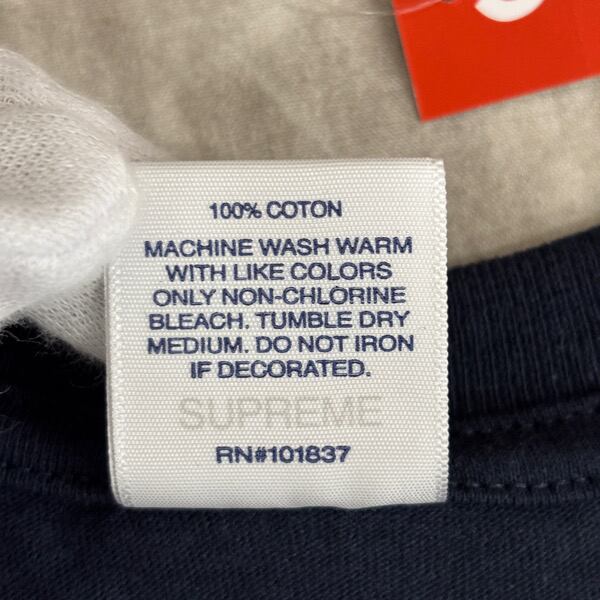 100% COTON
MACHINE WASH WARM
WITH LIKE COLORS
ONLY NON-CHLORINE
BLEACH. TUMBLE DRY
MEDIUM. DO NOT IRON
IF DECORATED.
SUPREME
RN#101837